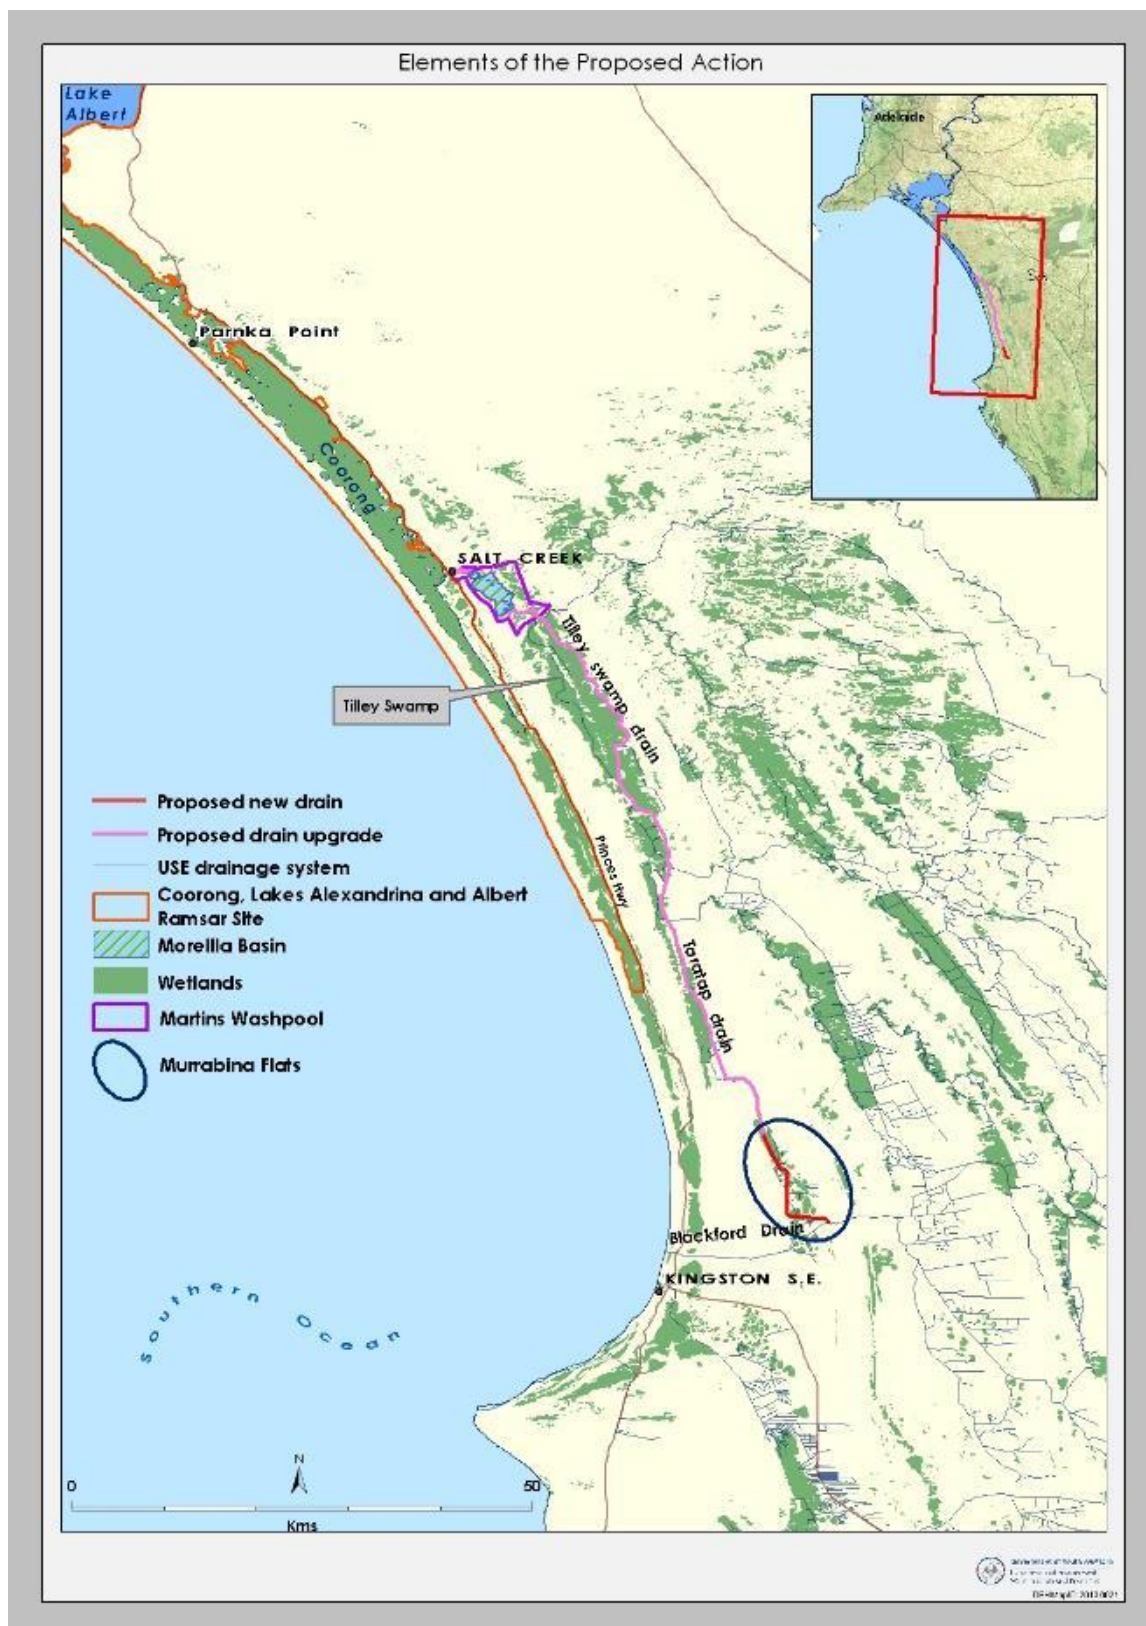 Elements of the Proposed Action
Lake
Albert
Adelaide
Parnka Point
Coorong
SALT CREEK
Tilley swamp drain
Tilley Swamp
Proposed new drain
Proposed drain upgrade
USE drainage system
Princes Hwy
Coorong, Lakes Alexandrina and Albert
Ramsar Site
Morella Basin
Taratap drain
Wetlands
Martins Washpool
Murrabina Flats
Blackford Drain
KINGSTON S.E.
Southern Ocean
N
0
50
Kms